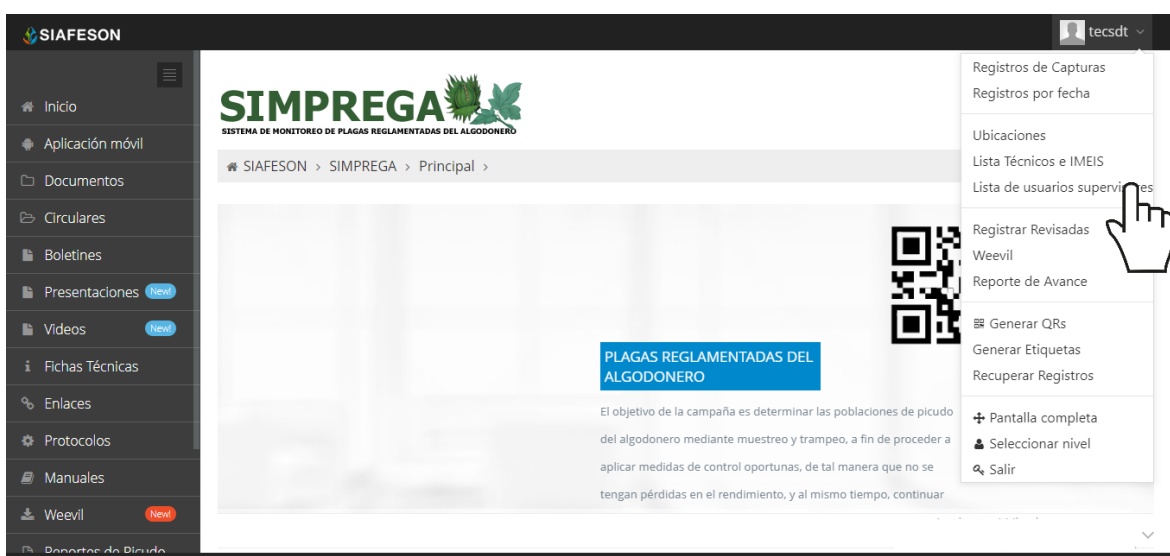 SIAFESON
tecsdt
Inicio
Aplicación móvil
Documentos
Circulares
Boletines
Presentaciones New!
Videos New!
Fichas Técnicas
Enlaces
Protocolos
Manuales
Weevil New!
Reportes de Picudo
SIMPREGA
SISTEMA DE MONITOREO DE PLAGAS REGLAMENTADAS DEL ALGODONERO
SIAFESON > SIMPREGA > Principal >
PLAGAS REGLAMENTADAS DEL
ALGODONERO
El objetivo de la campaña es determinar las poblaciones de picudo
del algodonero mediante muestreo y trampeo, a fin de proceder a
aplicar medidas de control oportunas, de tal manera que no se
tengan pérdidas en el rendimiento, y al mismo tiempo, continuar
Registros de Capturas
Registros por fecha
Ubicaciones
Lista Técnicos e IMEIS
Lista de usuarios supervisores
Registrar Revisadas
Weevil
Reporte de Avance
Generar QRs
Generar Etiquetas
Recuperar Registros
Pantalla completa
Seleccionar nivel
Salir